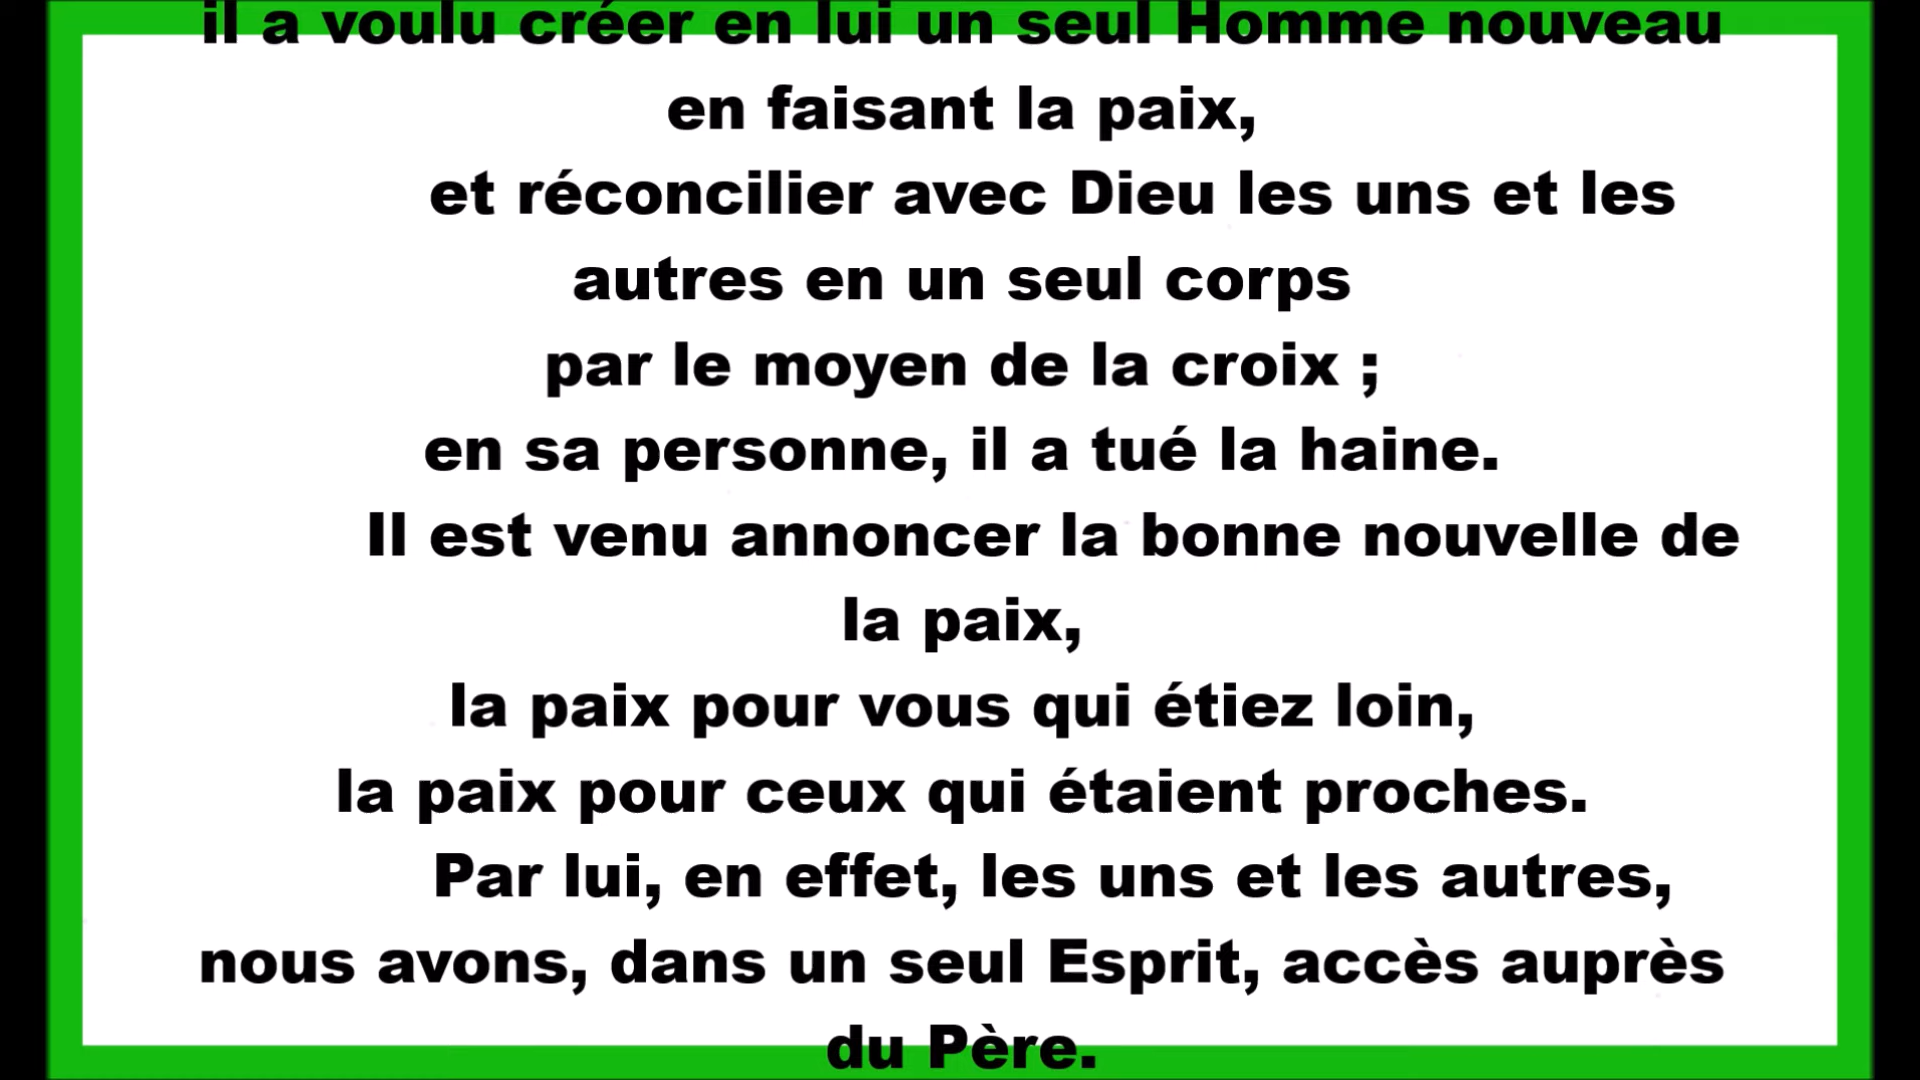 il a voulu créer en lui un seul Homme nouveau
en faisant la paix,
et réconcilier avec Dieu les uns et les
autres en un seul corps
par le moyen de la croix ;
en sa personne, il a tué la haine.
Il est venu annoncer la bonne nouvelle de
la paix,
la paix pour vous qui étiez loin,
la paix pour ceux qui étaient proches.
Par lui, en effet, les uns et les autres,
nous avons, dans un seul Esprit, accès auprès
du Père.